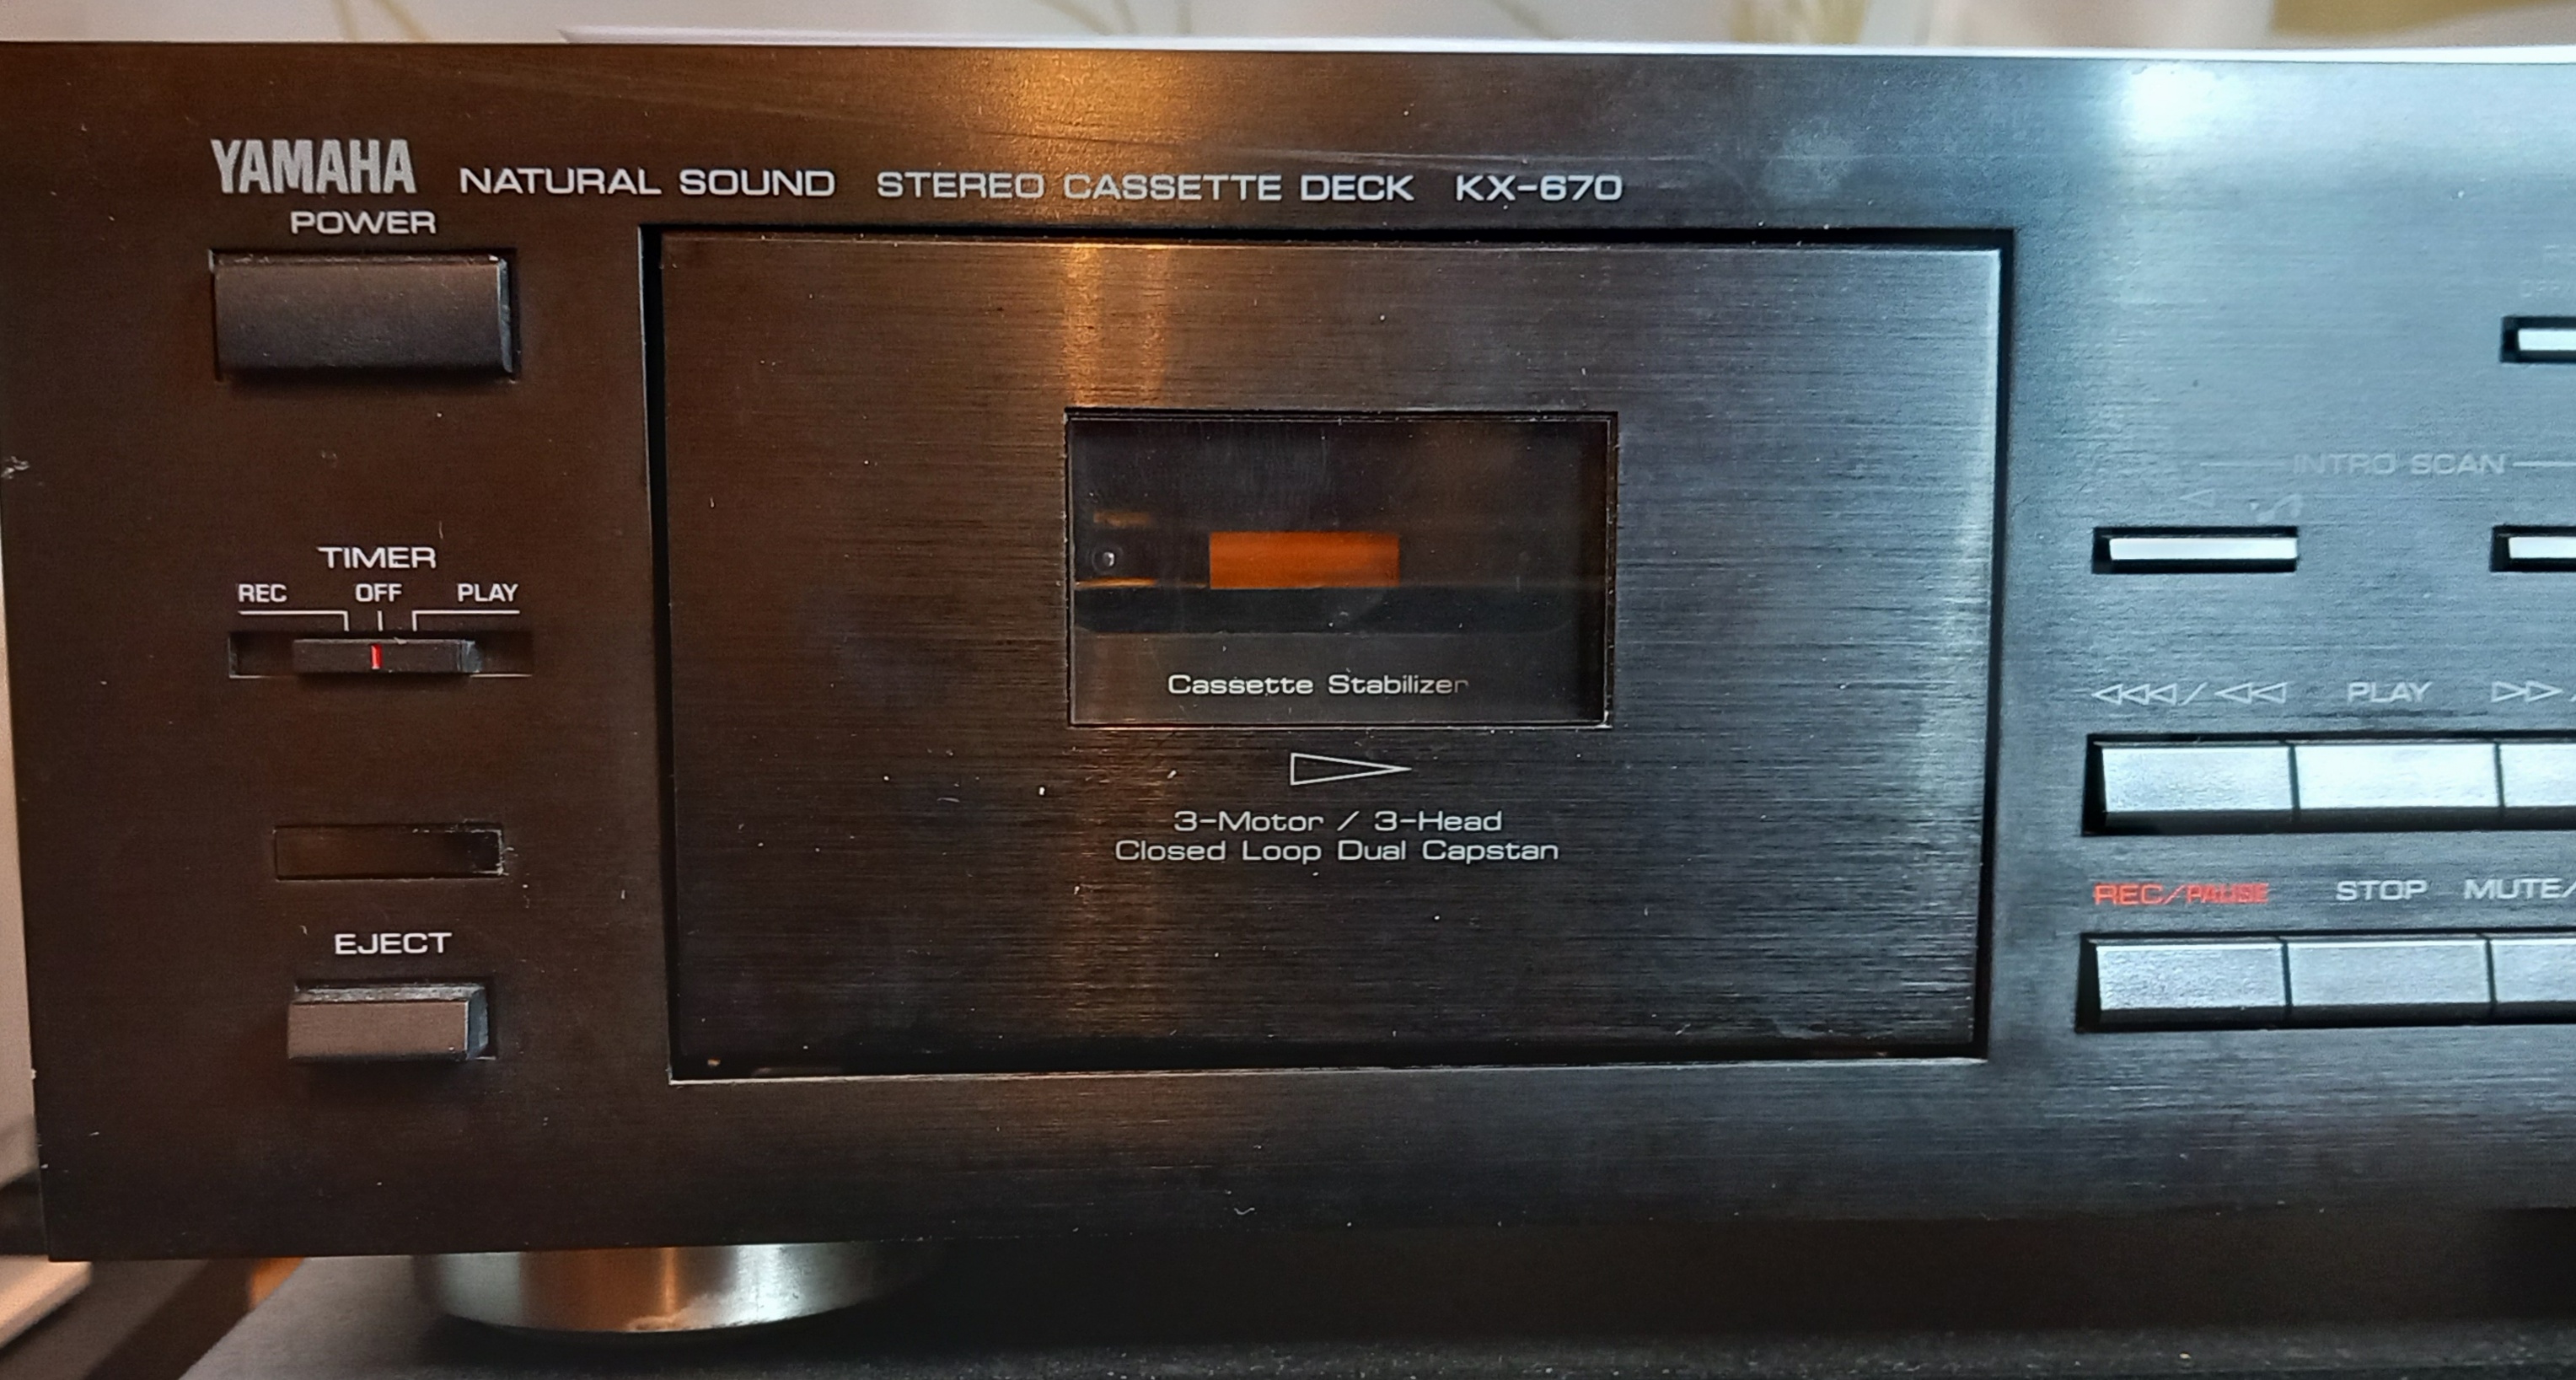 YAMAHA NATURAL SOUND STEREO CASSETTE DECK KX-670
POWER
TIMER
REC OFF PLAY
EJECT
Cassette Stabilizer
3-Motor / 3-Head
Closed Loop Dual Capstan
INTRO SCAN
PLAY
REC/PAUSE STOP MUTE/